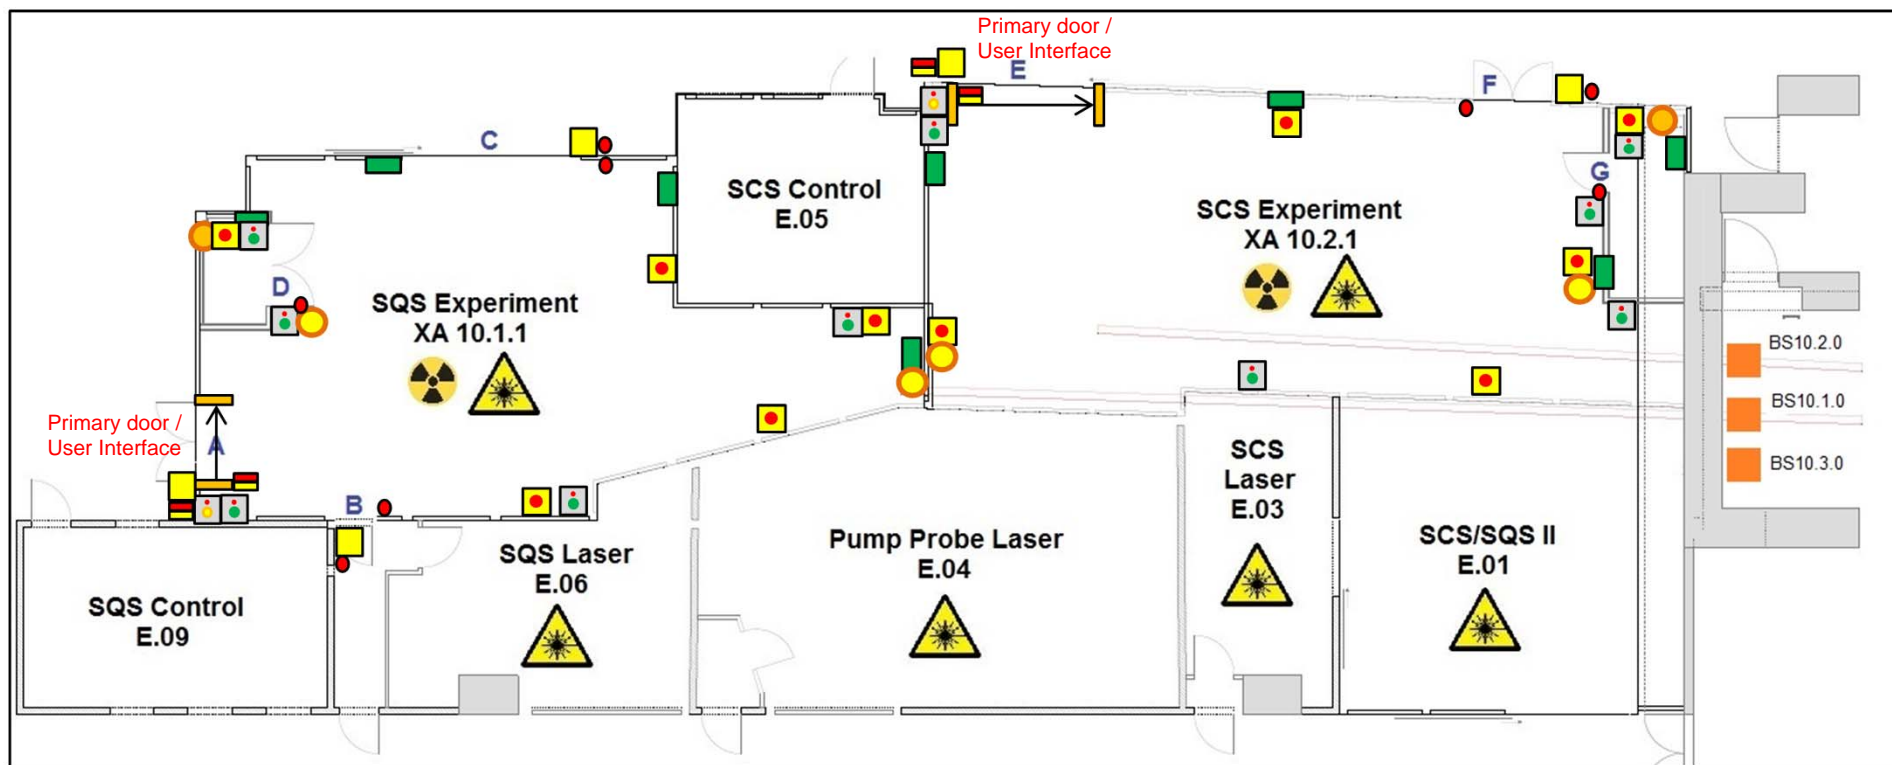 Primary door /
User Interface
E
F
C
G
SCS Control
E.05
SCS Experiment
XA 10.2.1
D
SQS Experiment
XA 10.1.1
BS10.2.0
BS10.1.0
BS10.3.0
Primary door /
User Interface
A
B
SCS
Laser
E.03
SQS Laser
E.06
Pump Probe Laser
E.04
SCS/SQS II
E.01
SQS Control
E.09